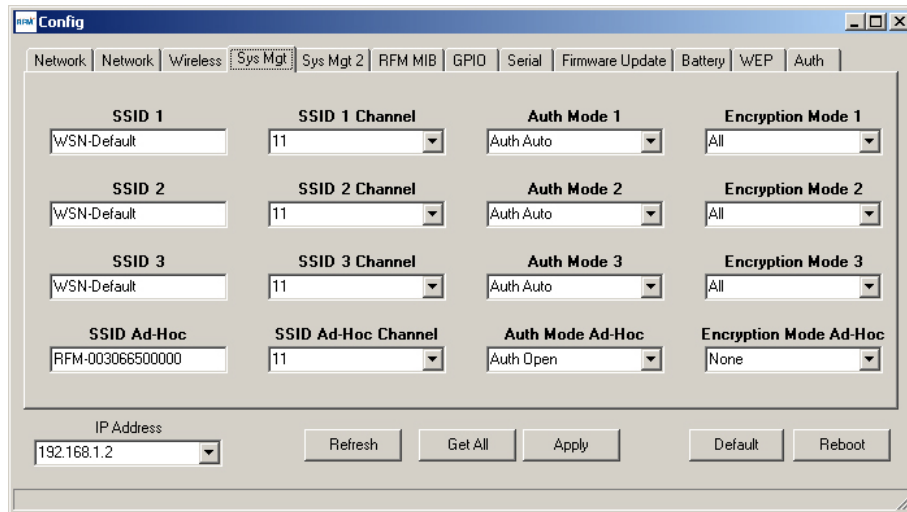 RFM Config
Network Network Wireless Sys Mgt Sys Mgt 2 RFM MIB GPIO Serial Firmware Update Battery WEP Auth
SSID 1 SSID 1 Channel Auth Mode 1 Encryption Mode 1
WSN-Default 11 Auth Auto All
SSID 2 SSID 2 Channel Auth Mode 2 Encryption Mode 2
WSN-Default 11 Auth Auto All
SSID 3 SSID 3 Channel Auth Mode 3 Encryption Mode 3
WSN-Default 11 Auth Auto All
SSID Ad-Hoc SSID Ad-Hoc Channel Auth Mode Ad-Hoc Encryption Mode Ad-Hoc
RFM-003066500000 11 Auth Open None
IP Address
192.168.1.2 Refresh Get All Apply Default Reboot